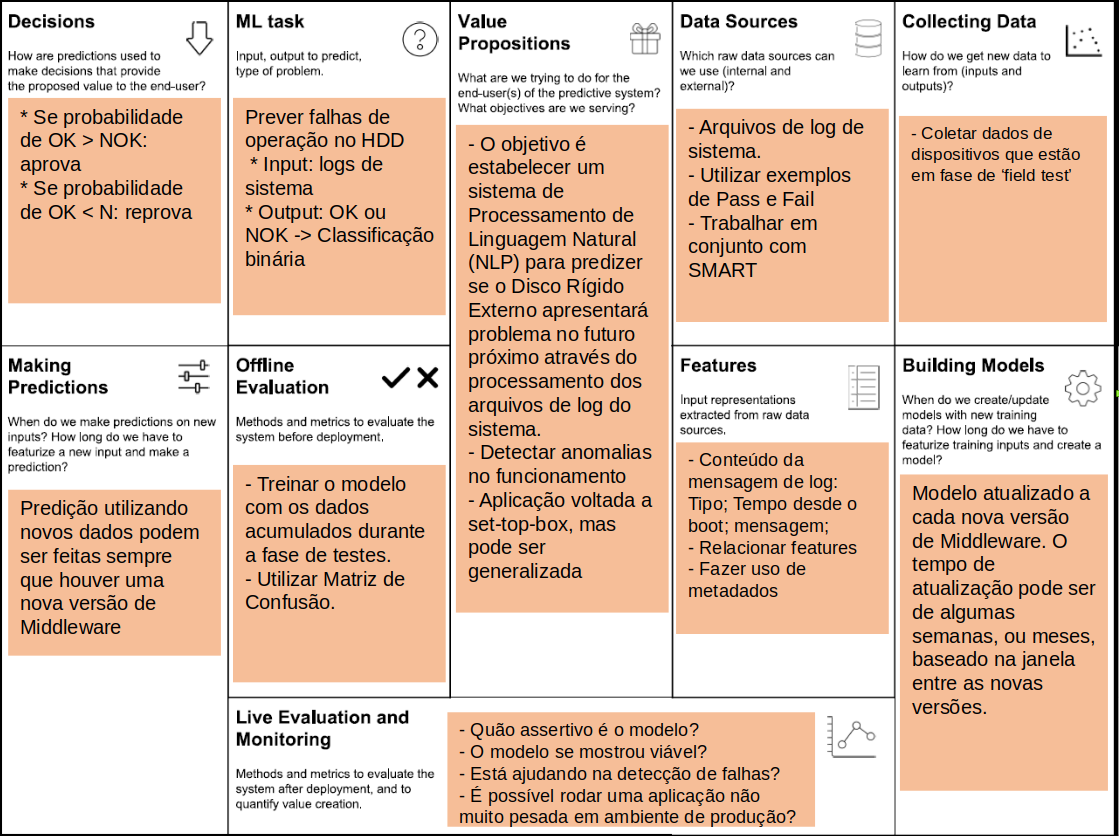 Decisions
How are predictions used to
make decisions that provide
the proposed value to the end-user?
* Se probabilidade
de OK > NOK:
aprova
* Se probabilidade
de OK < N: reprova
ML task
Input, output to predict,
type of problem.
Prever falhas de
operação no HDD
* Input: logs de
sistema
* Output: OK ou
NOK -> Classificação
binária
Value
Propositions
What are we trying to do for the
end-user(s) of the predictive system?
What objectives are we serving?
- O objetivo é
estabelecer um
sistema de
Processamento de
Linguagem Natural
(NLP) para predizer
se o Disco Rígido
Externo apresentará
problema no futuro
próximo através do
processamento dos
arquivos de log do
sistema.
- Detectar anomalias
no funcionamento
- Aplicação voltada a
set-top-box, mas
pode ser
generalizada
Data Sources
Which raw data sources can
we use (internal and
external)?
- Arquivos de log de
sistema.
- Utilizar exemplos
de Pass e Fail
- Trabalhar em
conjunto com
SMART
Collecting Data
How do we get new data to
learn from (inputs and
outputs)?
- Coletar dados de
dispositivos que estão
em fase de ‘field test’
Making
Predictions
When do we make predictions on new
inputs? How long do we have to
featurize a new input and make a
prediction?
Predição utilizando
novos dados podem
ser feitas sempre
que houver uma
nova versão de
Middleware
Offline
Evaluation
Methods and metrics to evaluate the
system before deployment.
- Treinar o modelo
com os dados
acumulados durante
a fase de testes.
- Utilizar Matriz de
Confusão.
Features
Input representations
extracted from raw data
sources.
- Conteúdo da
mensagem de log:
Tipo; Tempo desde o
boot; mensagem;
- Relacionar features
- Fazer uso de
metadados
Building Models
When do we create/update
models with new training
data? How long do we have to
featurize training inputs and create a
model?
Modelo atualizado a
cada nova versão
de Middleware. O
tempo de
atualização pode ser
de algumas
semanas, ou meses,
baseado na janela
entre as novas
versões.
Live Evaluation and
Monitoring
Methods and metrics to evaluate the
system after deployment, and to
quantify value creation.
- Quão assertivo é o modelo?
- O modelo se mostrou viável?
- Está ajudando na detecção de falhas?
- É possível rodar uma aplicação não
muito pesada em ambiente de produção?